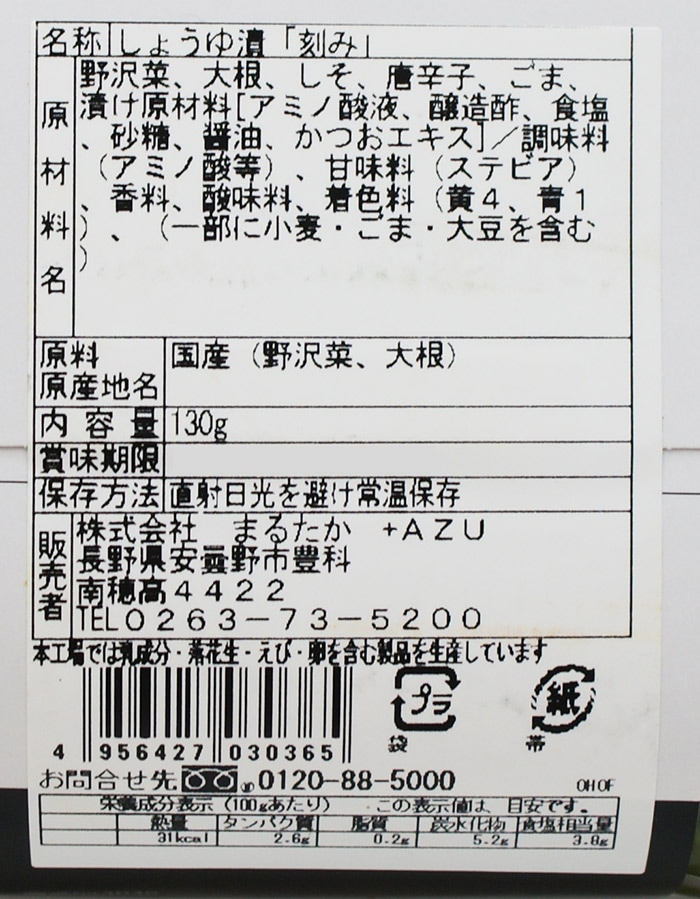 名称 しょうゆ漬「刻み」
原材料名 野沢菜、大根、しそ、唐辛子、ごま、
漬け原材料[アミノ酸液、醸造酢、食塩
、砂糖、醤油、かつおエキス]／調味料
（アミノ酸等）、甘味料（ステビア）
、香料、酸味料、着色料（黄４、青１
）、（一部に小麦・ごま・大豆を含む
）
原料原産地名 国産（野沢菜、大根）
内容量 130g
賞味期限
保存方法 直射日光を避け常温保存
販売者 株式会社　まるたか　+ＡＺＵ
長野県安曇野市豊科
南穂高４４２２
TEL０２６３－７３－５２００
本工場では乳成分・落花生・えび・卵を含む製品を生産しています
プラ 紙
袋 帯
4 956427 030365
お問合せ先 0120-88-5000 OHOF
栄養成分表示（100gあたり） この表示値は、目安です。
熱量 タンパク質 脂質 炭水化物 食塩相当量
31kcal 2.6g 0.2g 5.2g 3.8g